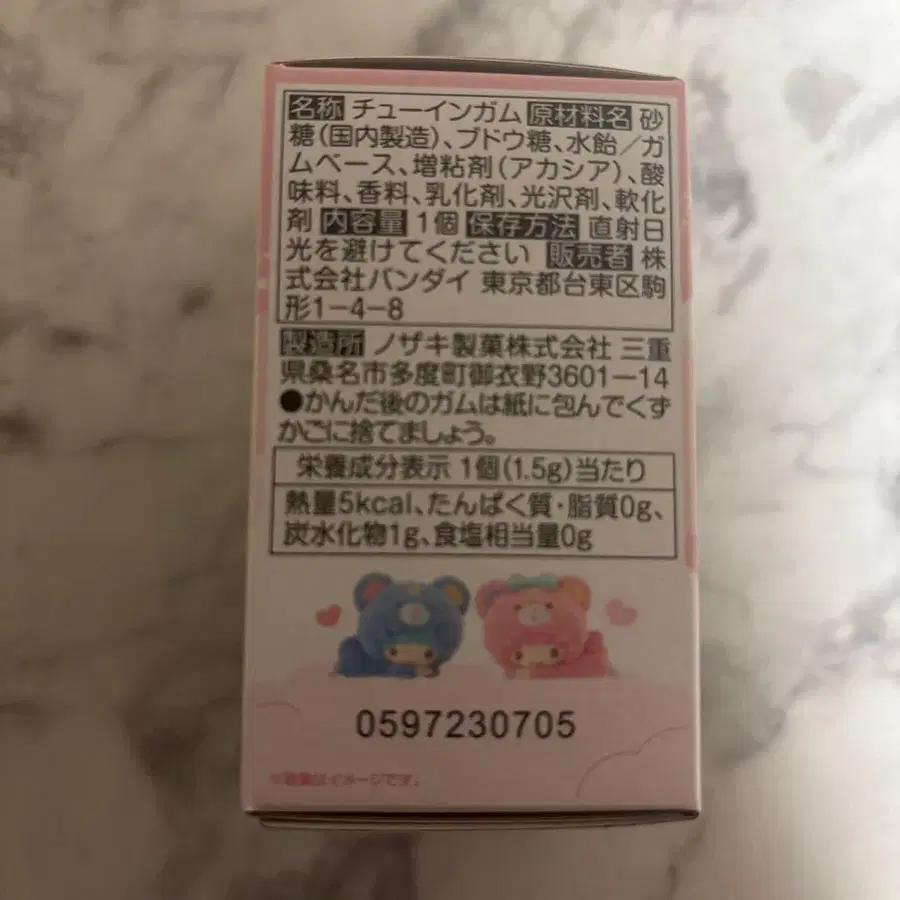 名称 チューインガム 原材料名 砂
糖(国内製造)、ブドウ糖、水飴/ガ
ムベース、増粘剤(アカシア)、酸
味料、香料、乳化剤、光沢剤、軟化
剤 内容量 1個 保存方法 直射日
光を避けてください 販売者 株
式会社バンダイ 東京都台東区駒
形1-4-8
製造所 ノザキ製菓株式会社 三重
県桑名市多度町御衣野3601-14
●かんだ後のガムは紙に包んでくず
かごに捨てましょう。
栄養成分表示 1個(1.5g)当たり
熱量5kcal、たんぱく質・脂質0g、
炭水化物1g、食塩相当量0g
0597230705
※画像はイメージです。